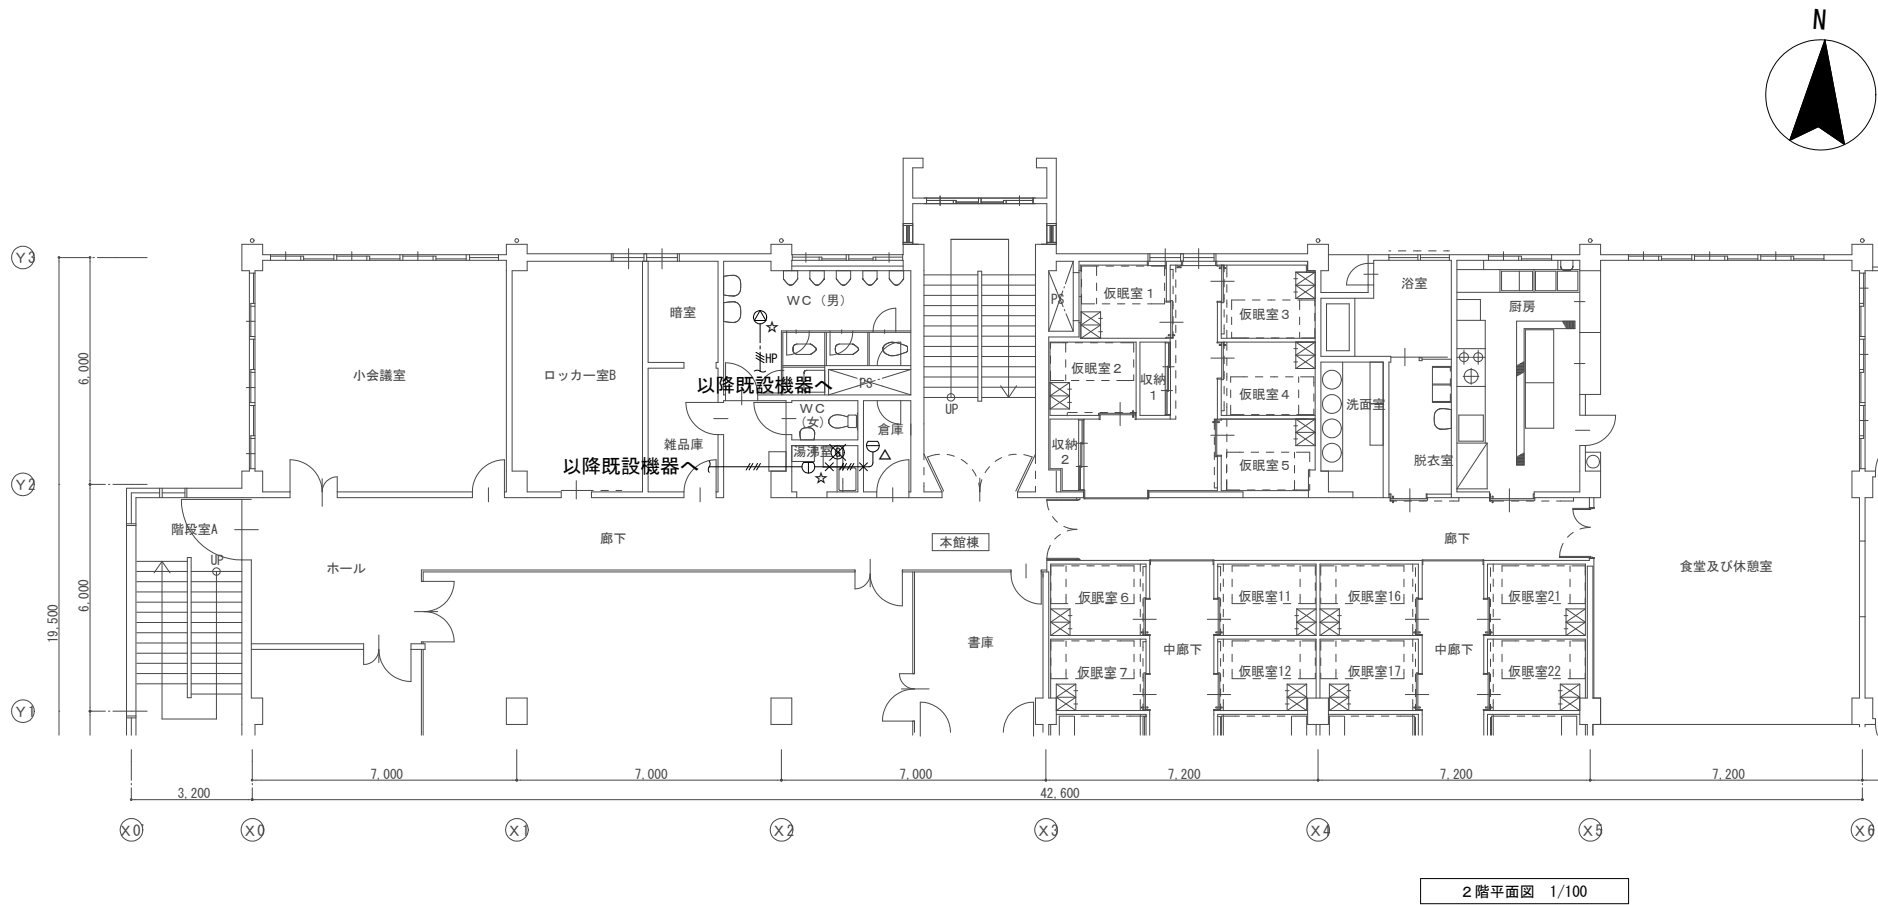 N
Y3
Y2
Y1
6,000
6,000
19,500
小会議室
ロッカー室B
暗室
雑品庫
WC（男）
HP
以降既設機器へ
PS
WC
（女）
倉庫
湯沸室
以降既設機器へ
UP
PS
仮眠室１
仮眠室２
収納
1
収納
2
仮眠室３
仮眠室４
仮眠室５
浴室
洗面室
脱衣室
厨房
階段室A
UP
ホール
廊下
本館棟
廊下
食堂及び休憩室
書庫
仮眠室６
仮眠室11
仮眠室16
仮眠室21
中廊下
中廊下
仮眠室７
仮眠室12
仮眠室17
仮眠室22
7,000
7,000
7,000
7,200
7,200
7,200
3,200
42,600
X0'
X0
X1
X2
X3
X4
X5
X6
２階平面図　1/100